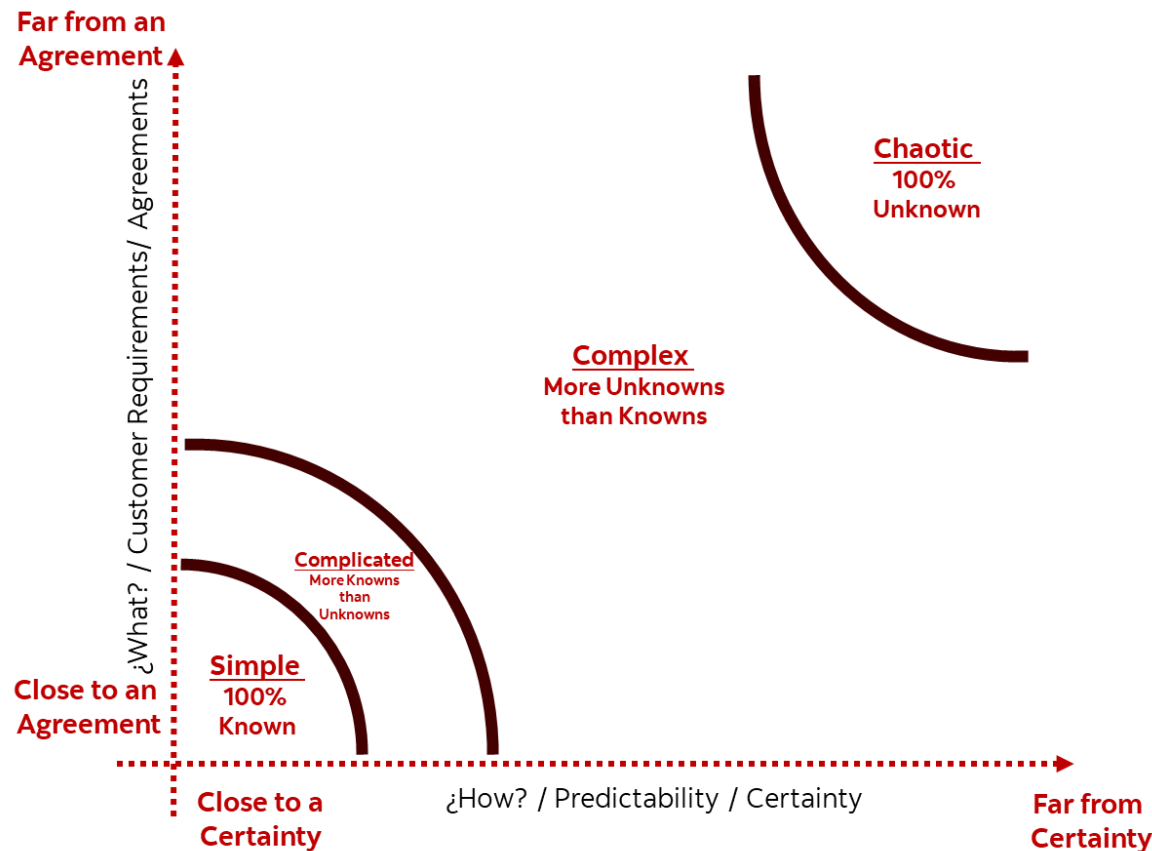 Far from an
Agreement
¿What? / Customer Requirements/ Agreements
Chaotic
100%
Unknown
Complex
More Unknowns
than Knowns
Complicated
More Knowns
than
Unknowns
Simple
100%
Known
Close to an
Agreement
Close to a
Certainty
¿How? / Predictability / Certainty
Far from
Certainty